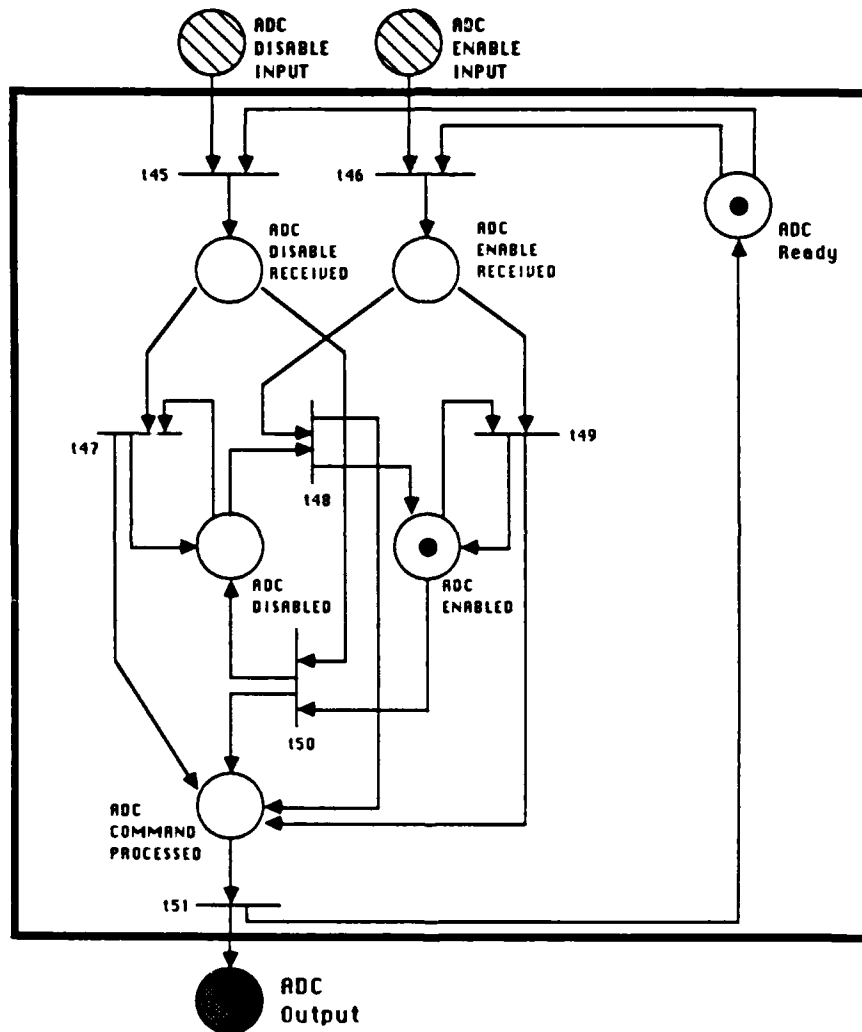 ADC
DISABLE
INPUT
ADC
ENABLE
INPUT
t45
t46
ADC
Ready
ADC
DISABLE
RECEIVED
ADC
ENABLE
RECEIVED
t47
t48
t49
ADC
DISABLED
ADC
ENABLED
t50
ADC
COMMAND
PROCESSED
t51
ADC
Output